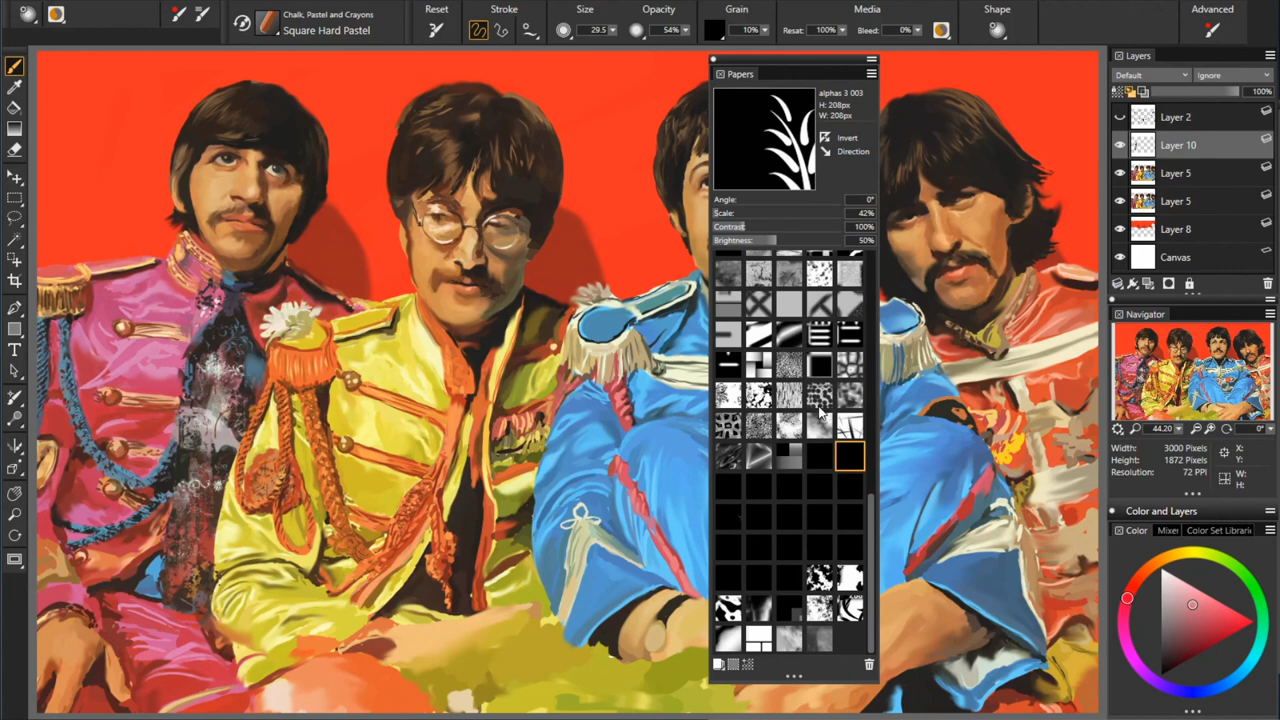 Chalk, Pastel and Crayons
Square Hard Pastel
Reset
Stroke
Size
29.5
Opacity
54%
Grain
10%
Media
Resat: 100%
Bleed: 0%
Shape
Advanced
Papers
alphas 3 003
H: 208px
W: 208px
Invert
Direction
Angle: 0°
Scale: 42%
Contrast: 100%
Brightness: 50%
Layers
Default
Ignore
100%
Layer 2
Layer 10
Layer 5
Layer 5
Layer 8
Canvas
Navigator
44.20
0°
Width: 3000 Pixels
Height: 1872 Pixels
Resolution: 72 PPI
X:
Y:
W:
H:
Color and Layers
Color
Mixe
Color Set Librari